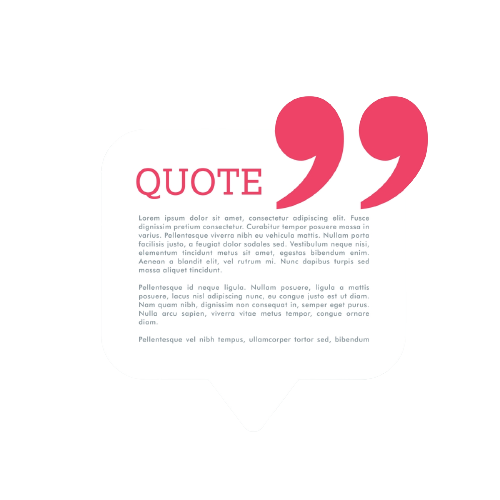 QUOTE
Lorem ipsum dolor sit amet, consectetur adipiscing elit. Fusce
dignissim pretium consectetur. Curabitur tempor posuere massa in
varius. Pellentesque viverra nibh eu vehicula mattis. Nullam porta
facilisis justo, a feugiat dolor sodales sed. Vestibulum neque nisi,
elementum tincidunt metus sit amet, egestas bibendum enim.
Aenean a blandit elit, vel rutrum mi. Nunc dapibus turpis sed
massa aliquet tincidunt.
Pellentesque id neque ligula. Nullam posuere, ligula a mattis
posuere, lacus nisl adipiscing nunc, eu congue justo est ut diam.
Nam quam nibh, dignissim non consequat in, semper eget purus.
Nulla arcu sapien, viverra vitae metus tempor, congue ornare
diam.
Pellentesque vel nibh tempus, ullamcorper tortor sed, bibendum